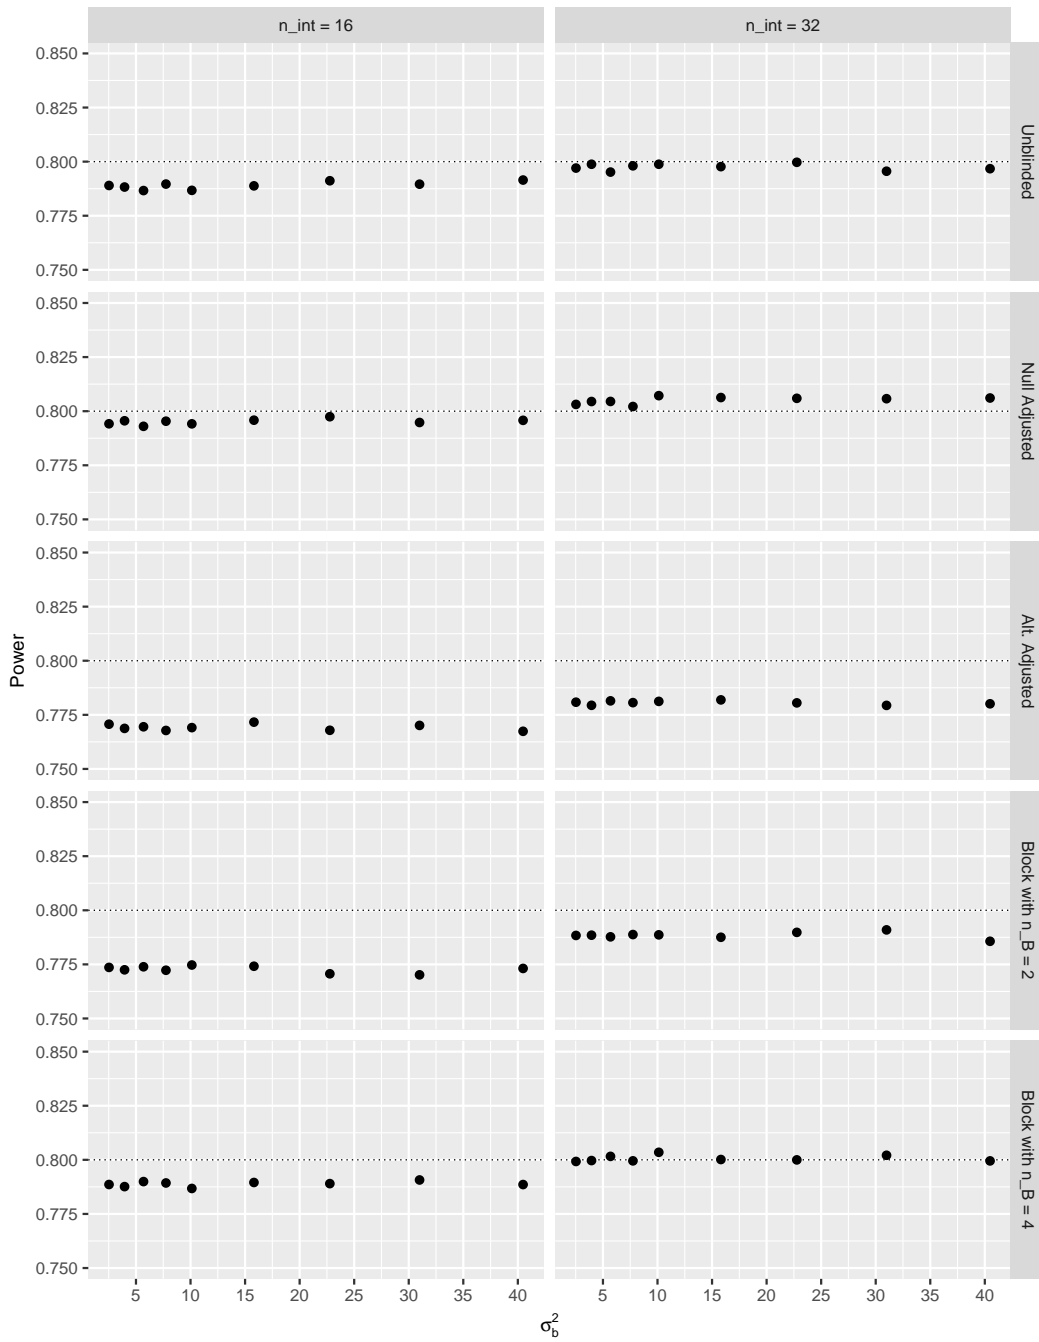 n_int = 16
n_int = 32
0.850
0.825
0.800
0.775
0.750
Unblinded
0.850
0.825
0.800
0.775
0.750
Null Adjusted
0.850
0.825
0.800
0.775
0.750
Alt. Adjusted
Power
0.850
0.825
0.800
0.775
0.750
Block with n_B = 2
0.850
0.825
0.800
0.775
0.750
Block with n_B = 4
5 10 15 20 25 30 35 40
5 10 15 20 25 30 35 40
σ_b^2